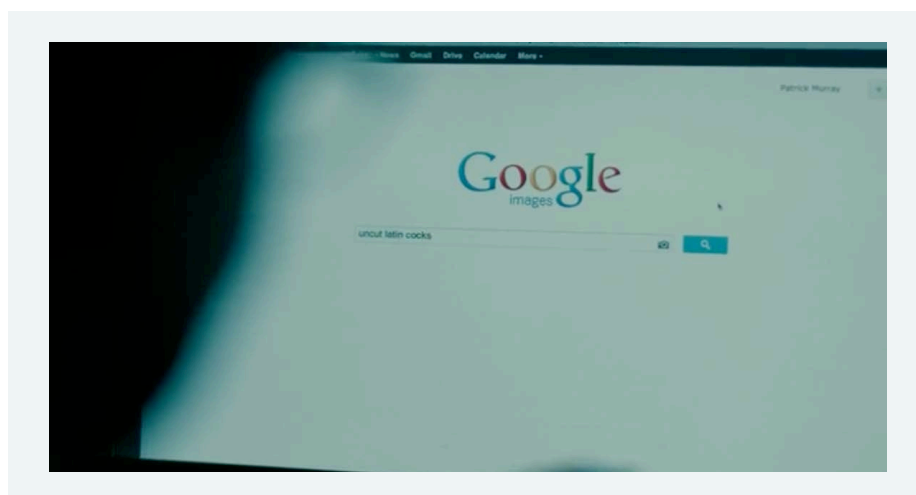 News Gmail Drive Calendar More
Patrick Murray
Google
images
uncut latin cocks